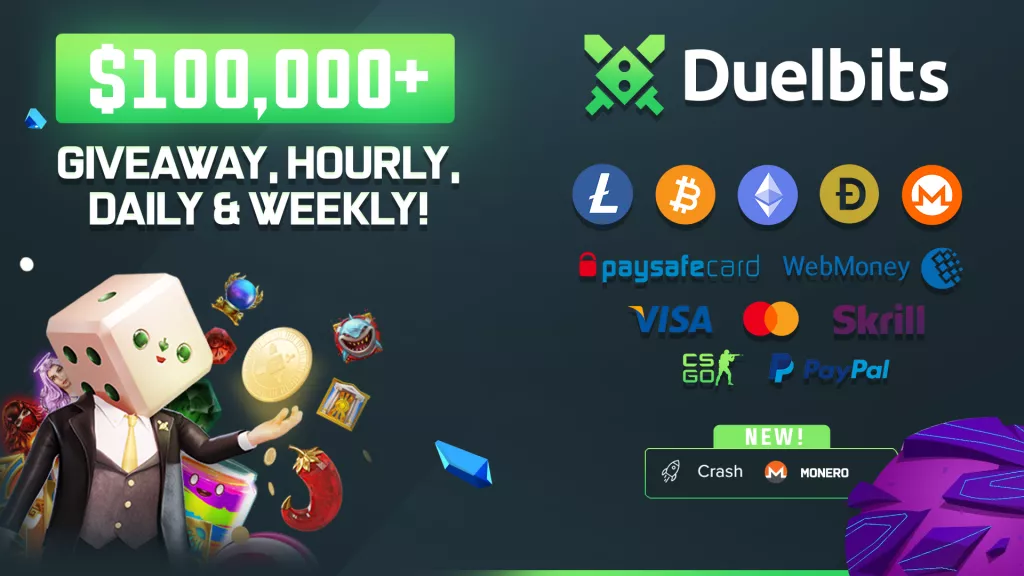 $100,000+
GIVEAWAY, HOURLY,
DAILY & WEEKLY!
Duelbits
paysafecard WebMoney
VISA Skrill
CS
GO PayPal
NEW!
Crash MONERO